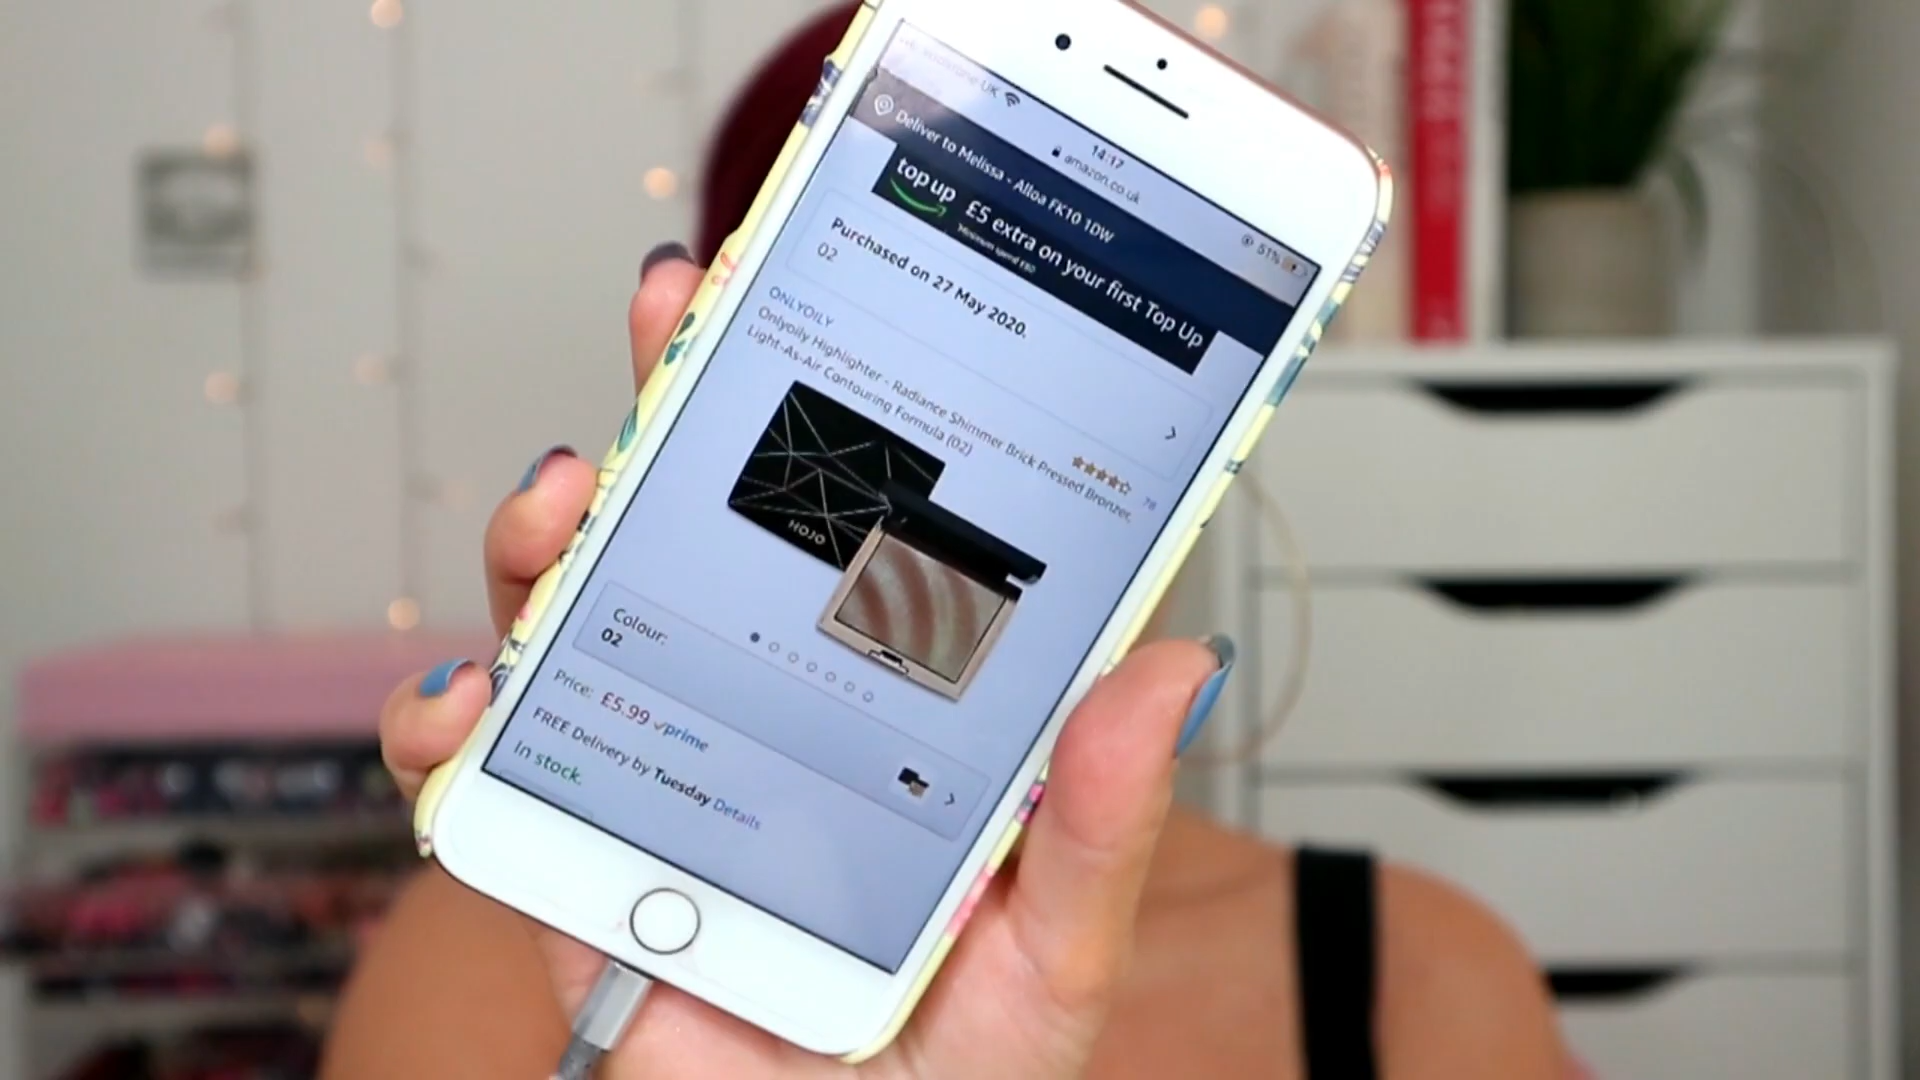 14:17
51%
amazon.co.uk
Deliver to Melissa - Alloa FK10 1DW
top up
£5 extra on your first Top Up
Purchased on 27 May 2020.
02
ONLYOILY
78
Onlyoily Highlighter - Radiance Shimmer Brick Pressed Bronzer,
Light-As-Air Contouring Formula (02)
HOJO
Colour:
02
Price: £5.99 prime
FREE Delivery by Tuesday Details
In stock.